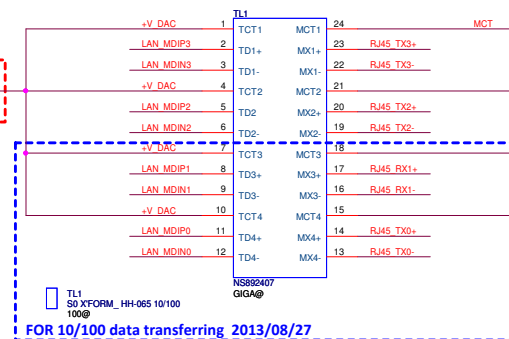 TL1
+V_DAC 1 TCT1 MCT1 24 MCT
LAN_MDIP3 2 TD1+ MX1+ 23 RJ45_TX3+
LAN_MDIN3 3 TD1- MX1- 22 RJ45_TX3-
+V_DAC 4 TCT2 MCT2 21
LAN_MDIP2 5 TD2 MX2+ 20 RJ45_TX2+
LAN_MDIN2 6 TD2- MX2- 19 RJ45_TX2-
+V_DAC 7 TCT3 MCT3 18
LAN_MDIP1 8 TD3+ MX3+ 17 RJ45_RX1+
LAN_MDIN1 9 TD3- MX3- 16 RJ45_RX1-
+V_DAC 10 TCT4 MCT4 15
LAN_MDIP0 11 TD4+ MX4+ 14 RJ45_TX0+
LAN_MDIN0 12 TD4- MX4- 13 RJ45_TX0-
NS892407
GIGA@
TL1
S0 X'FORM_ HH-065 10/100
100@
FOR 10/100 data transferring 2013/08/27